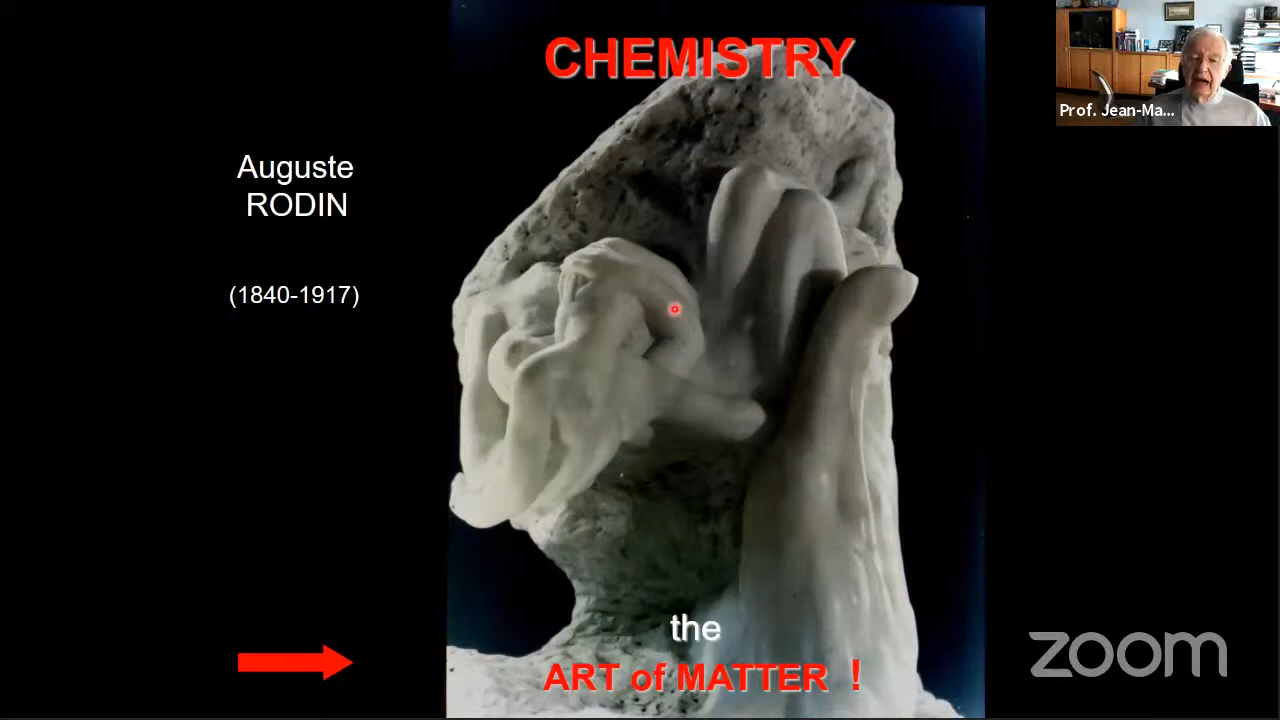 CHEMISTRY
Prof. Jean-Ma...
Auguste
RODIN
(1840-1917)
the
ART of MATTER !
zoom